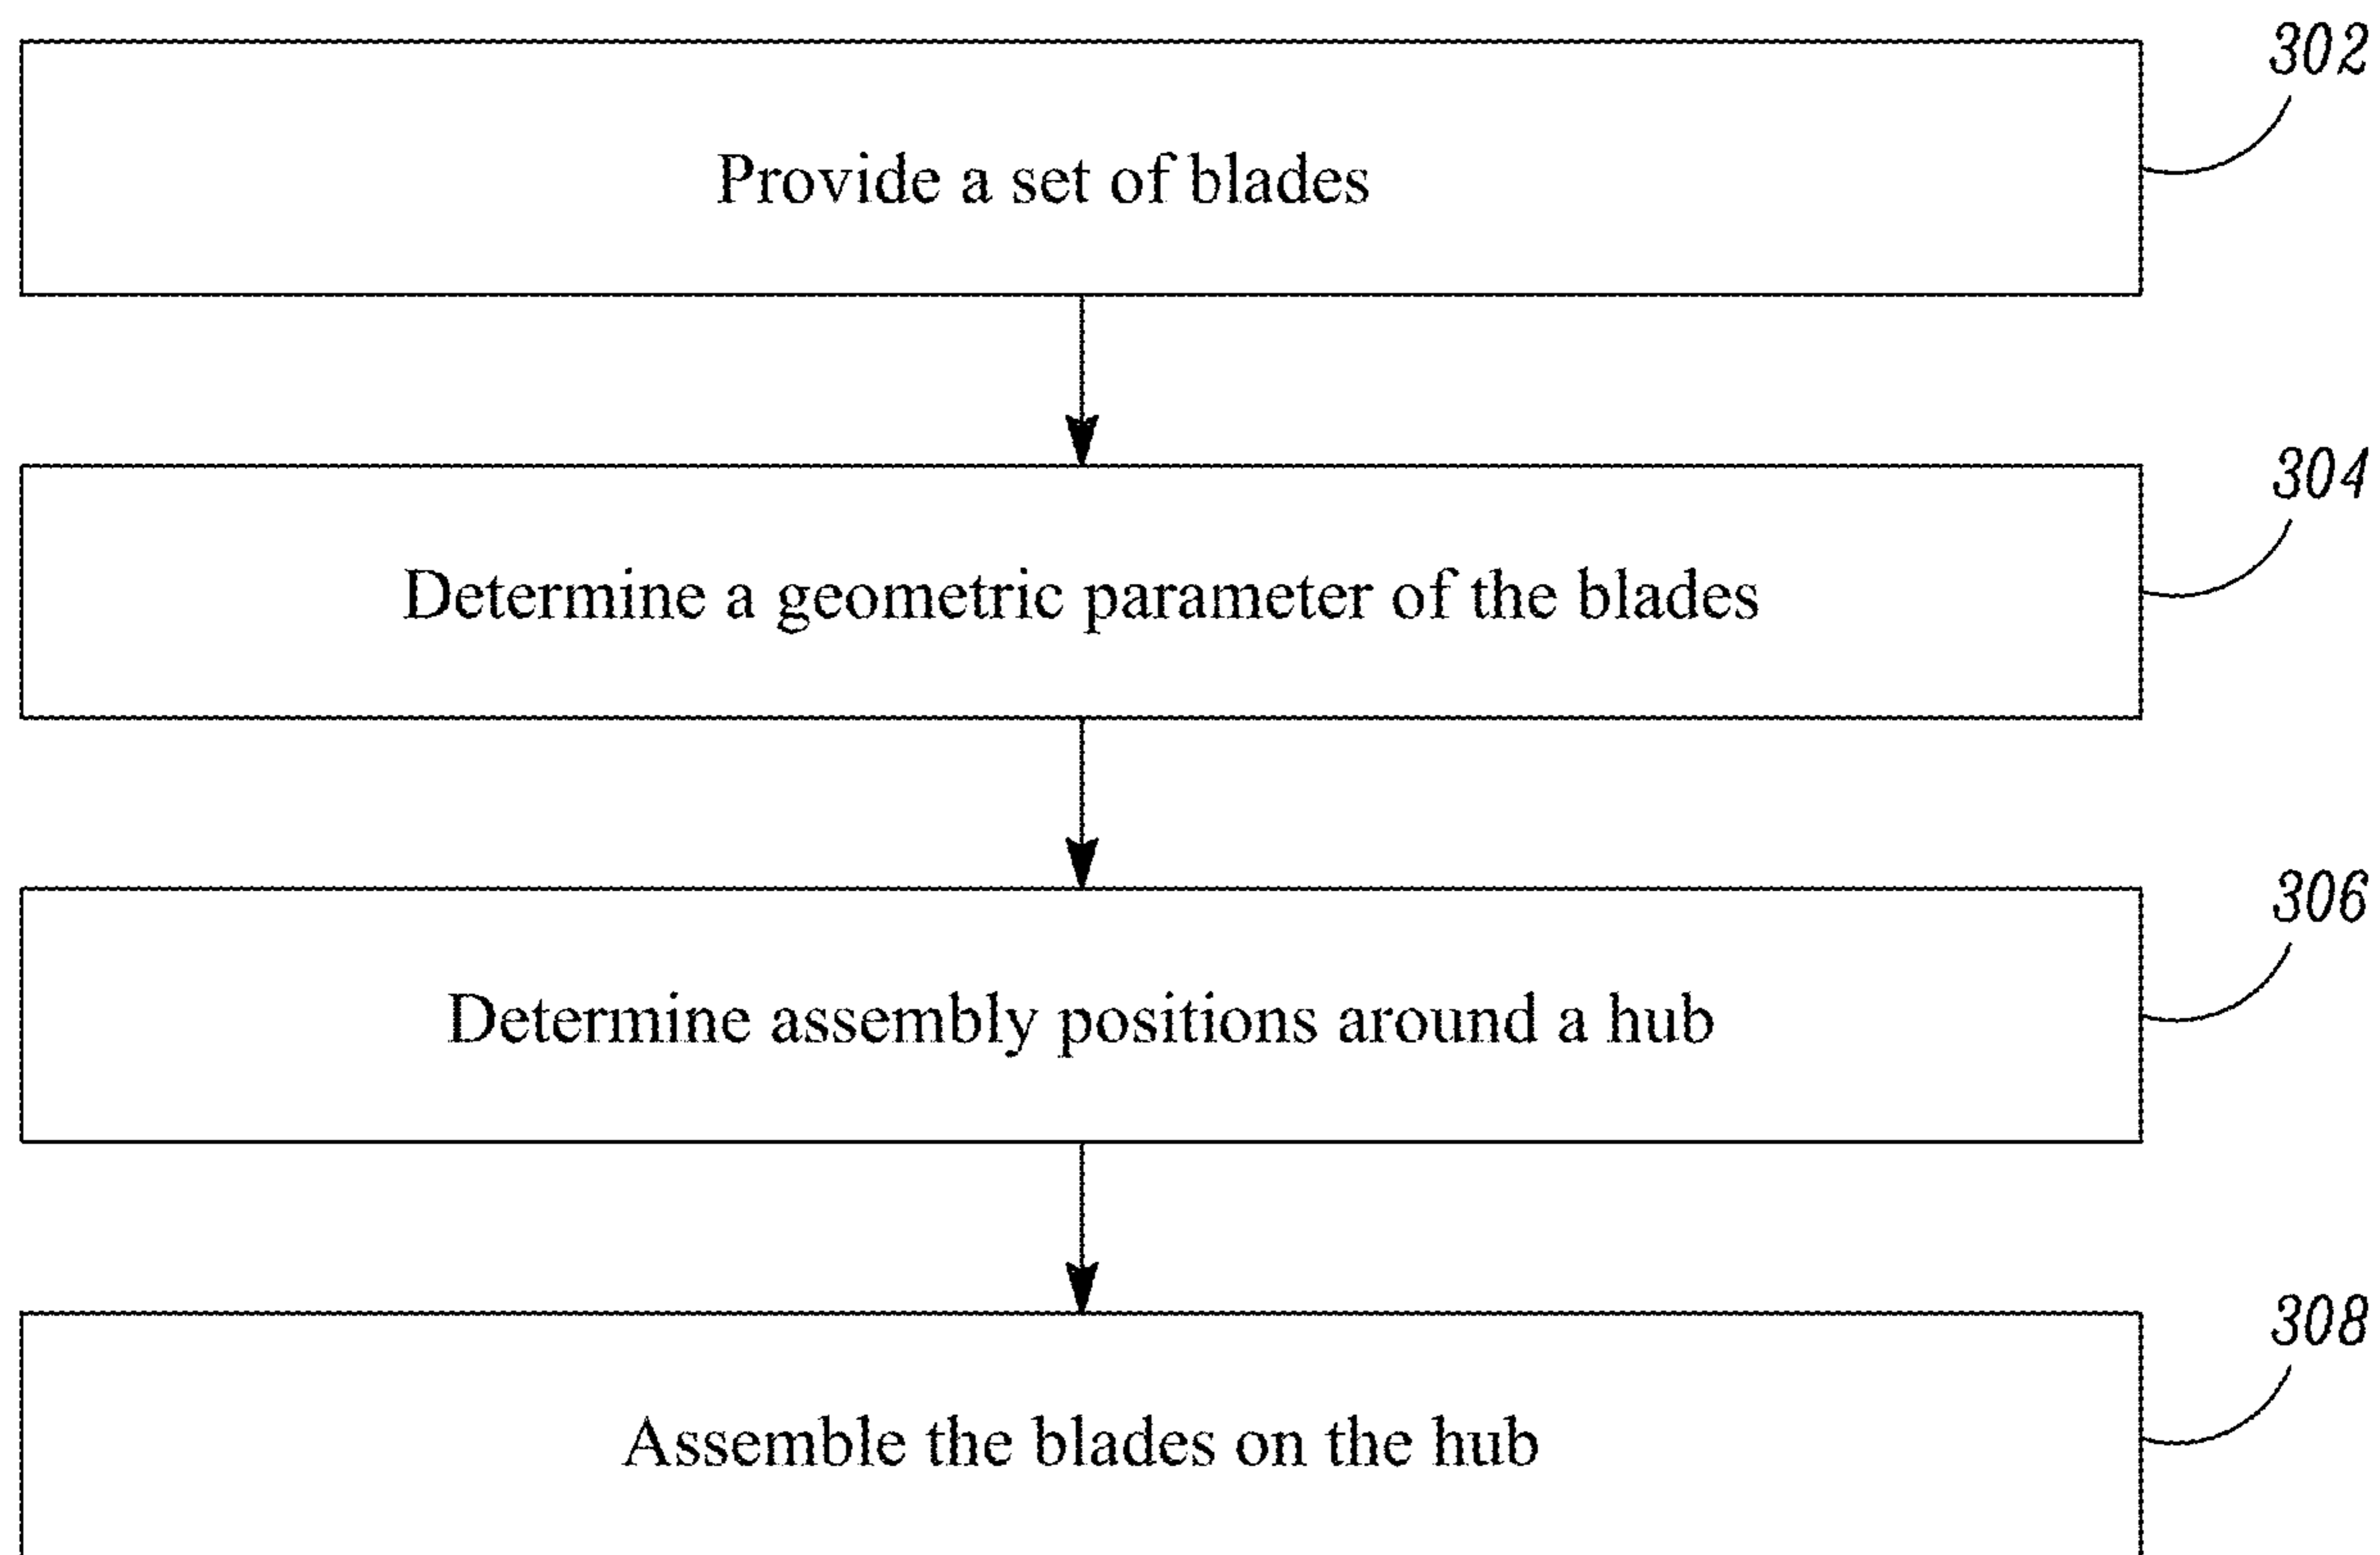 302
Provide a set of blades
304
Determine a geometric parameter of the blades
306
Determine assembly positions around a hub
308
Assemble the blades on the hub